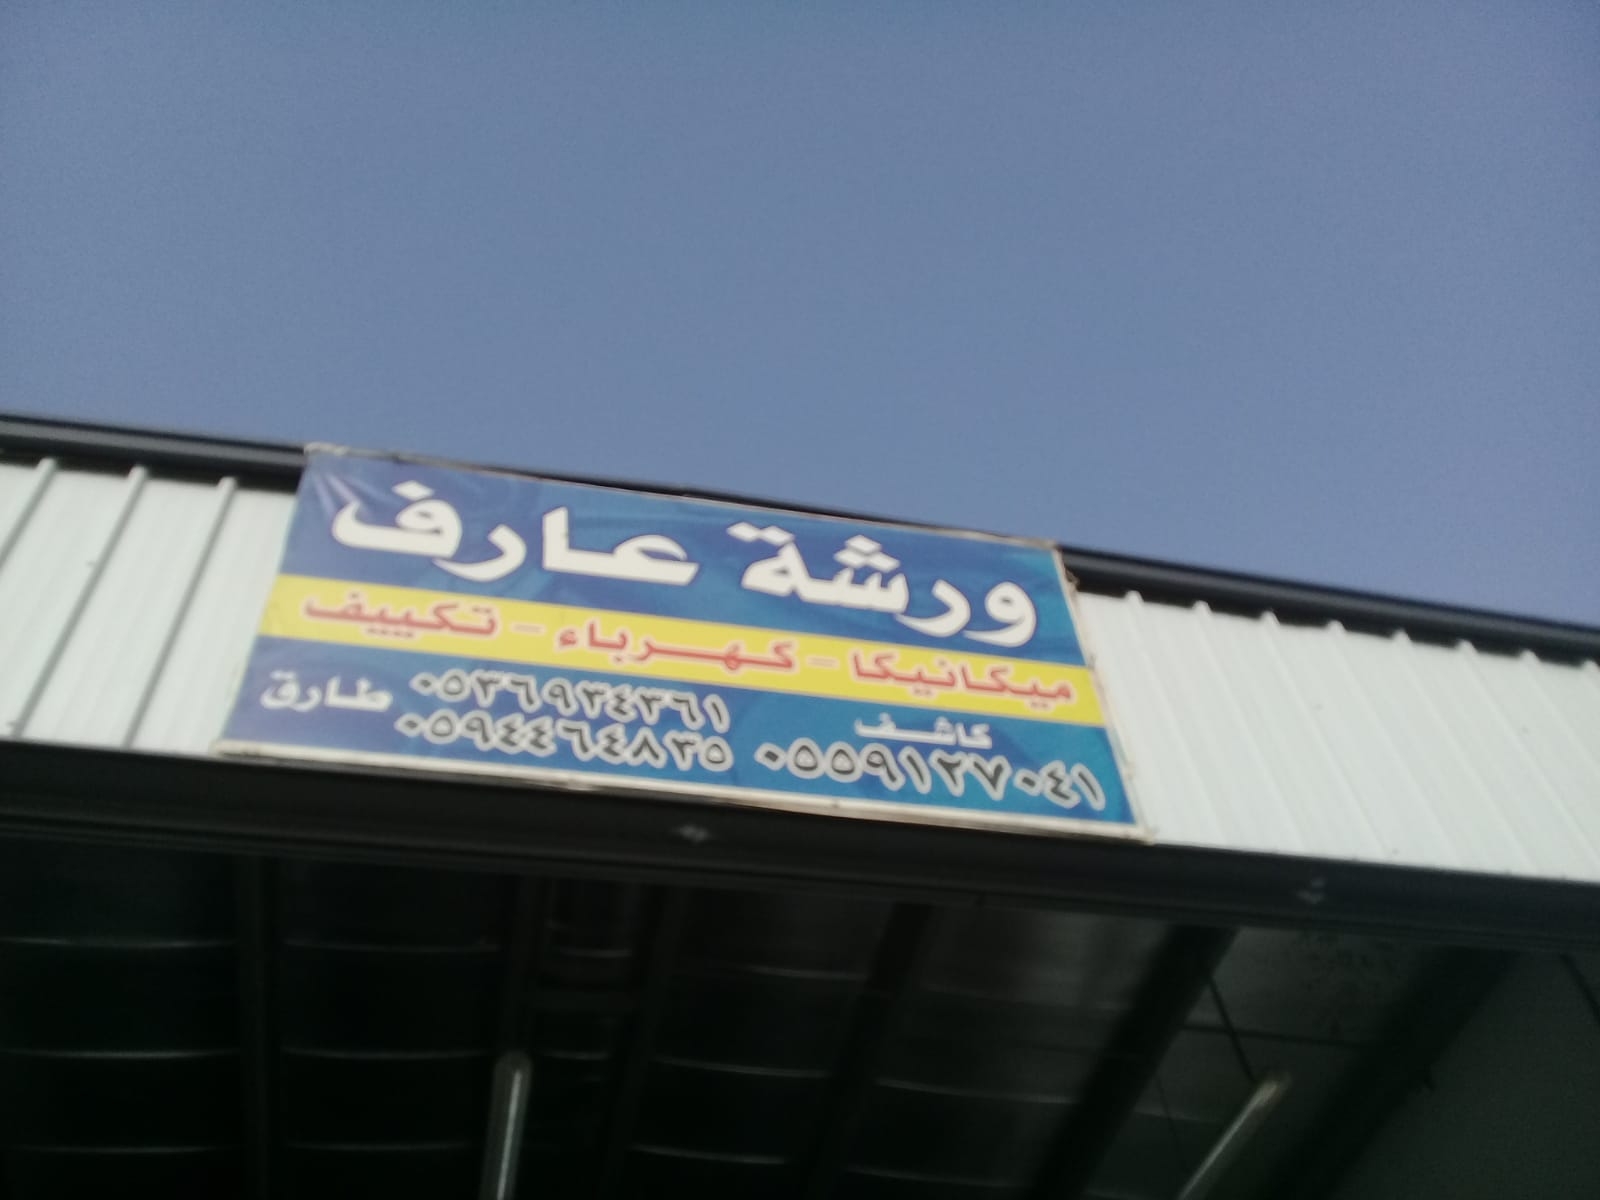 ورشة عارف
ميكانيكا - كهرباء - تكييف
كاشف
٠٥٥٩١٢٧٠٤١
طارق ٠٥٣٦٩٣٤٣٦١
٠٥٩٤٤٦٤٨٣٥